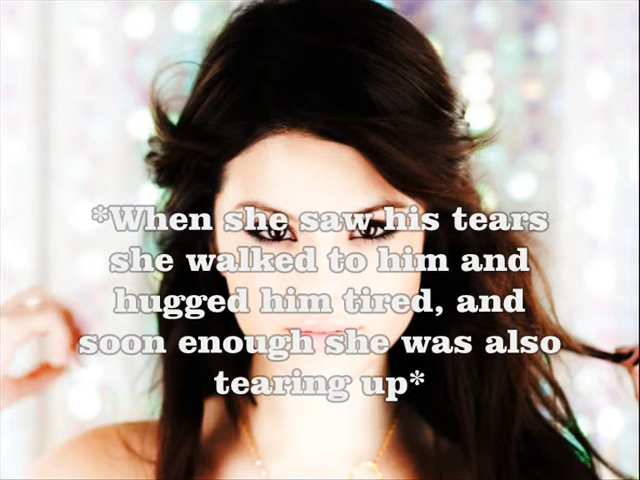 *When she saw his tears
she walked to him and
hugged him tired, and
soon enough she was also
tearing up*